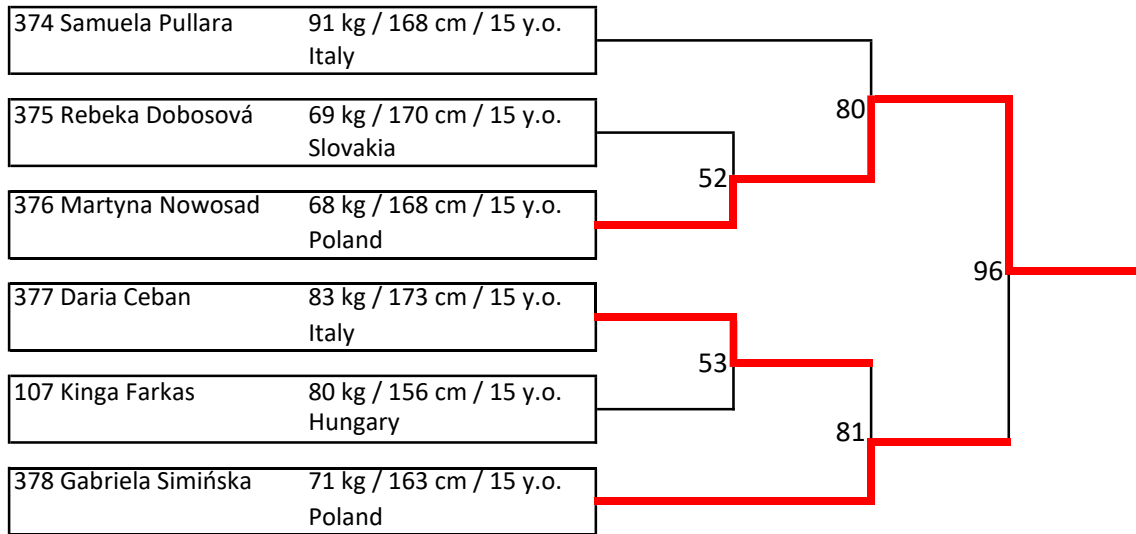 374 Samuela Pullara 91 kg / 168 cm / 15 y.o.
Italy
375 Rebeka Dobosová 69 kg / 170 cm / 15 y.o.
Slovakia
376 Martyna Nowosad 68 kg / 168 cm / 15 y.o.
Poland
377 Daria Ceban 83 kg / 173 cm / 15 y.o.
Italy
107 Kinga Farkas 80 kg / 156 cm / 15 y.o.
Hungary
378 Gabriela Simińska 71 kg / 163 cm / 15 y.o.
Poland
52
53
80
81
96